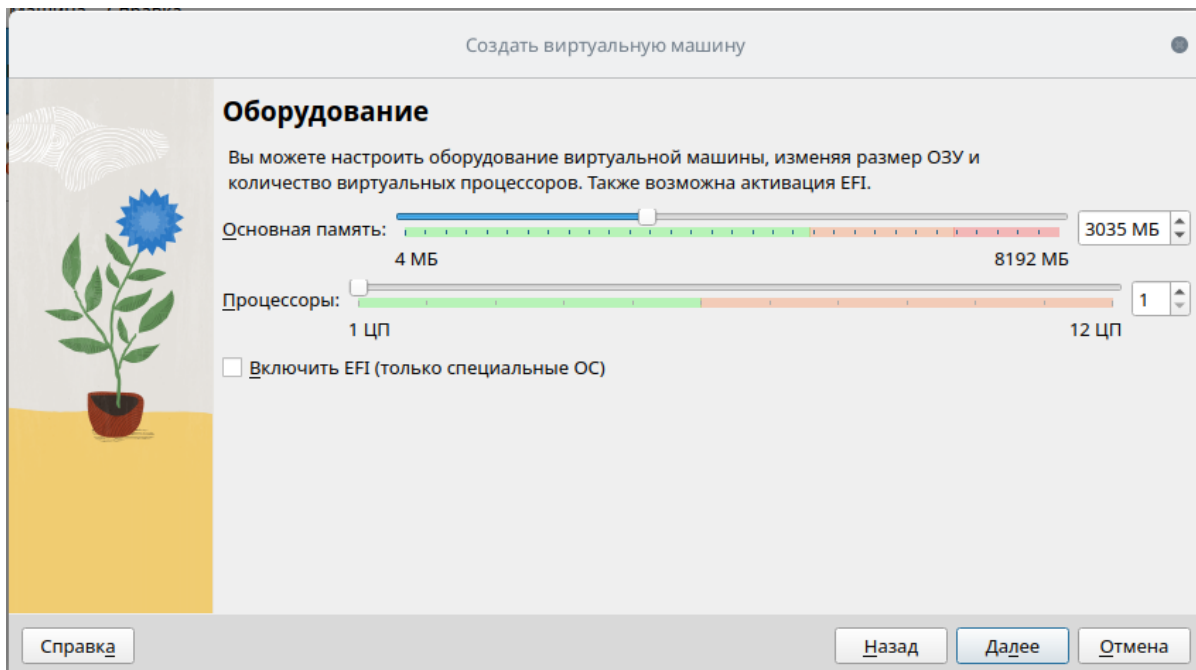 Создать виртуальную машину
Оборудование
Вы можете настроить оборудование виртуальной машины, изменяя размер ОЗУ и
количество виртуальных процессоров. Также возможна активация EFI.
Основная память: 3035 МБ
4 МБ 8192 МБ
Процессоры: 1
1 ЦП 12 ЦП
Включить EFI (только специальные ОС)
Справка Назад Далее Отмена